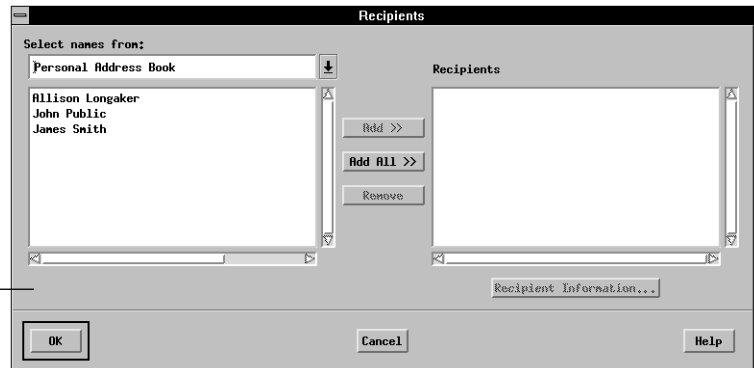 Recipients
Select names from:
Personal Address Book
Recipients
Allison Longaker
John Public
James Smith
Add >>
Add All >>
Remove
Recipient Information...
OK
Cancel
Help